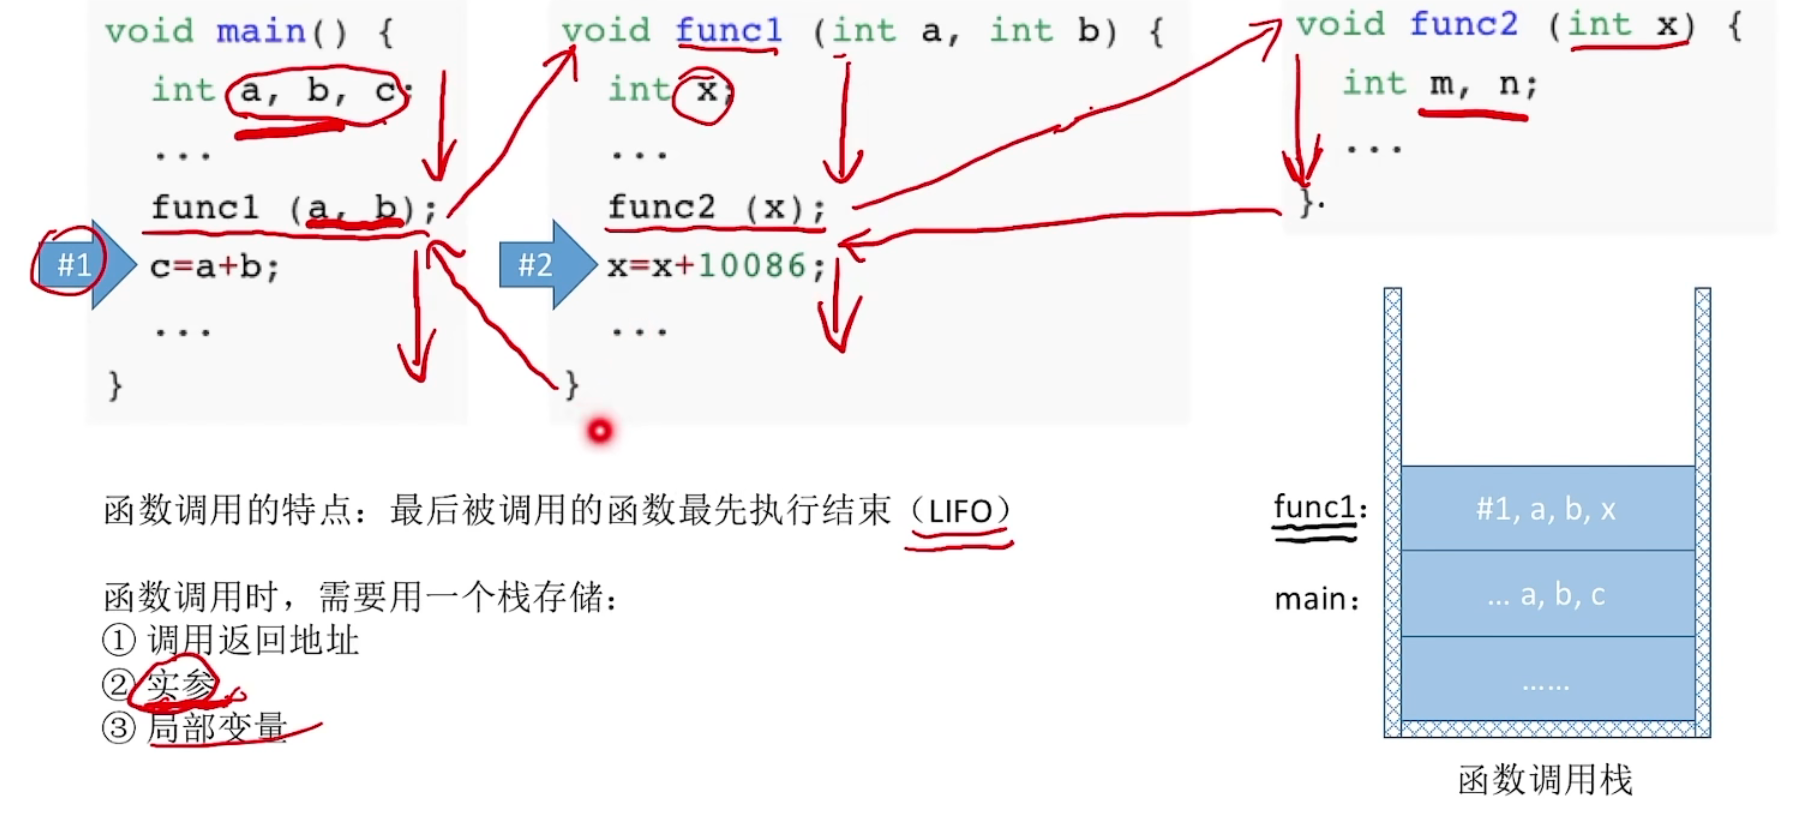 void main() {
int a, b, c;
...
func1 (a, b);
#1
c=a+b;
...
}
void func1 (int a, int b) {
int x;
...
func2 (x);
#2
x=x+10086;
...
}
void func2 (int x) {
int m, n;
...
}.
函数调用的特点：最后被调用的函数最先执行结束（LIFO）
函数调用时，需要用一个栈存储：
① 调用返回地址
② 实参
③ 局部变量
func1: #1, a, b, x
main: ... a, b, c
……
函数调用栈